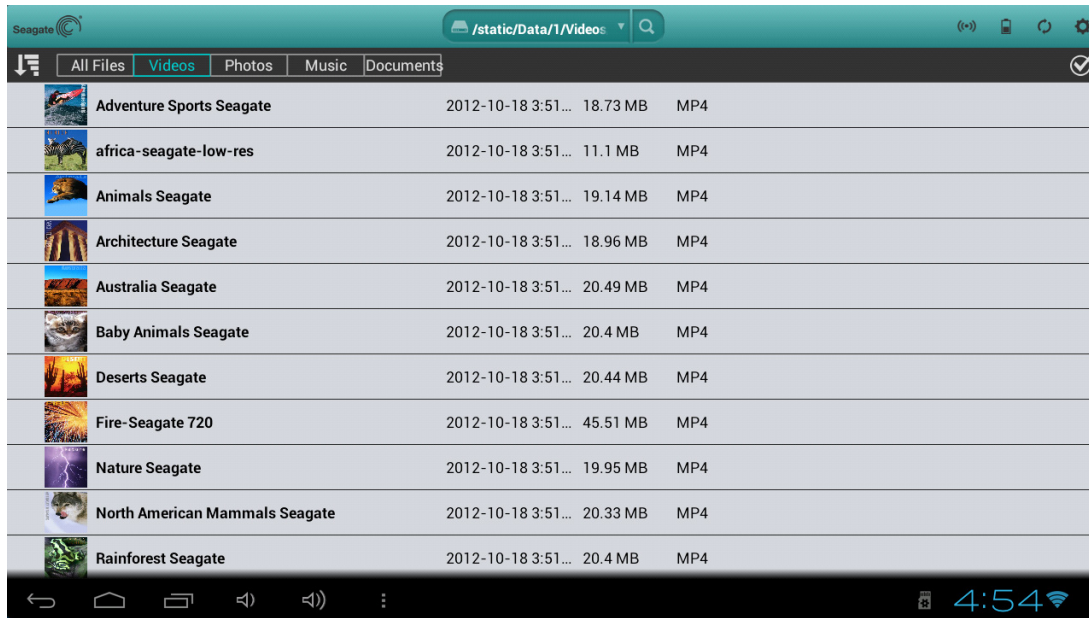 Seagate
/static/Data/1/Videos
All Files Videos Photos Music Documents
Adventure Sports Seagate 2012-10-18 3:51... 18.73 MB MP4
africa-seagate-low-res 2012-10-18 3:51... 11.1 MB MP4
Animals Seagate 2012-10-18 3:51... 19.14 MB MP4
Architecture Seagate 2012-10-18 3:51... 18.96 MB MP4
Australia Seagate 2012-10-18 3:51... 20.49 MB MP4
Baby Animals Seagate 2012-10-18 3:51... 20.4 MB MP4
Deserts Seagate 2012-10-18 3:51... 20.44 MB MP4
Fire-Seagate 720 2012-10-18 3:51... 45.51 MB MP4
Nature Seagate 2012-10-18 3:51... 19.95 MB MP4
North American Mammals Seagate 2012-10-18 3:51... 20.33 MB MP4
Rainforest Seagate 2012-10-18 3:51... 20.4 MB MP4
4:54